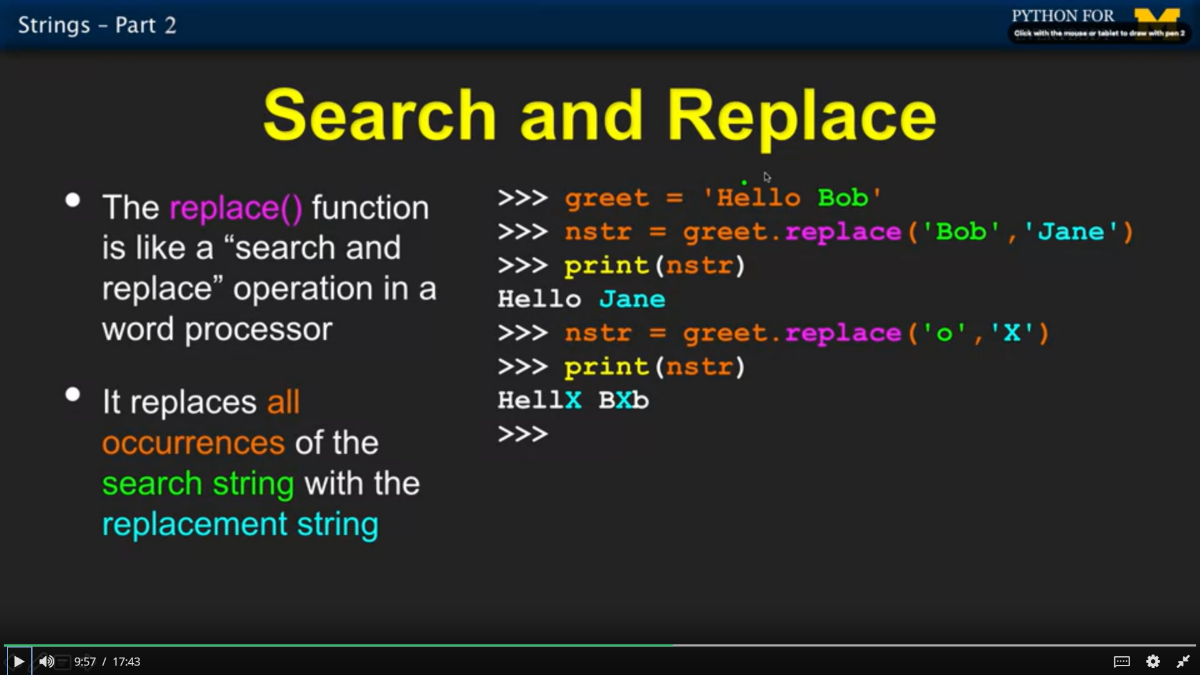 Strings – Part 2
PYTHON FOR
Click with the mouse or tablet to draw with pen 2
Search and Replace
• The replace() function
is like a “search and
replace” operation in a
word processor
• It replaces all
occurrences of the
search string with the
replacement string
>>> greet = 'Hello Bob'
>>> nstr = greet.replace('Bob','Jane')
>>> print(nstr)
Hello Jane
>>> nstr = greet.replace('o','X')
>>> print(nstr)
HellX BXb
>>>
9:57 / 17:43